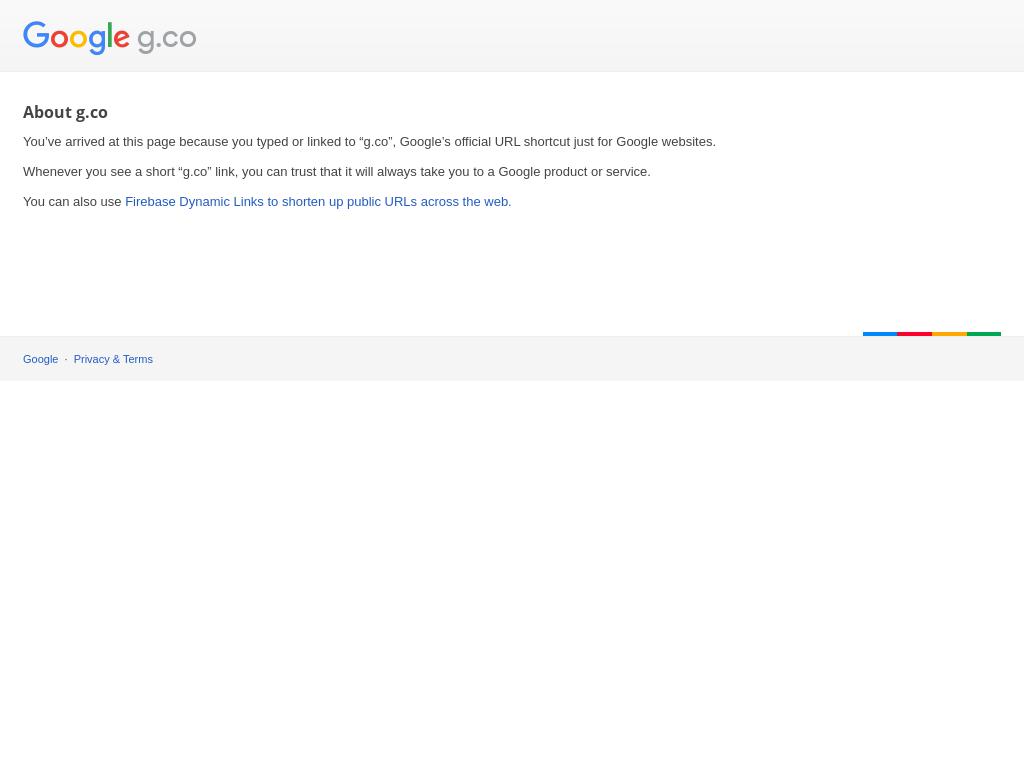 Google g.co
About g.co
You’ve arrived at this page because you typed or linked to “g.co”, Google’s official URL shortcut just for Google websites.
Whenever you see a short “g.co” link, you can trust that it will always take you to a Google product or service.
You can also use Firebase Dynamic Links to shorten up public URLs across the web.
Google · Privacy & Terms